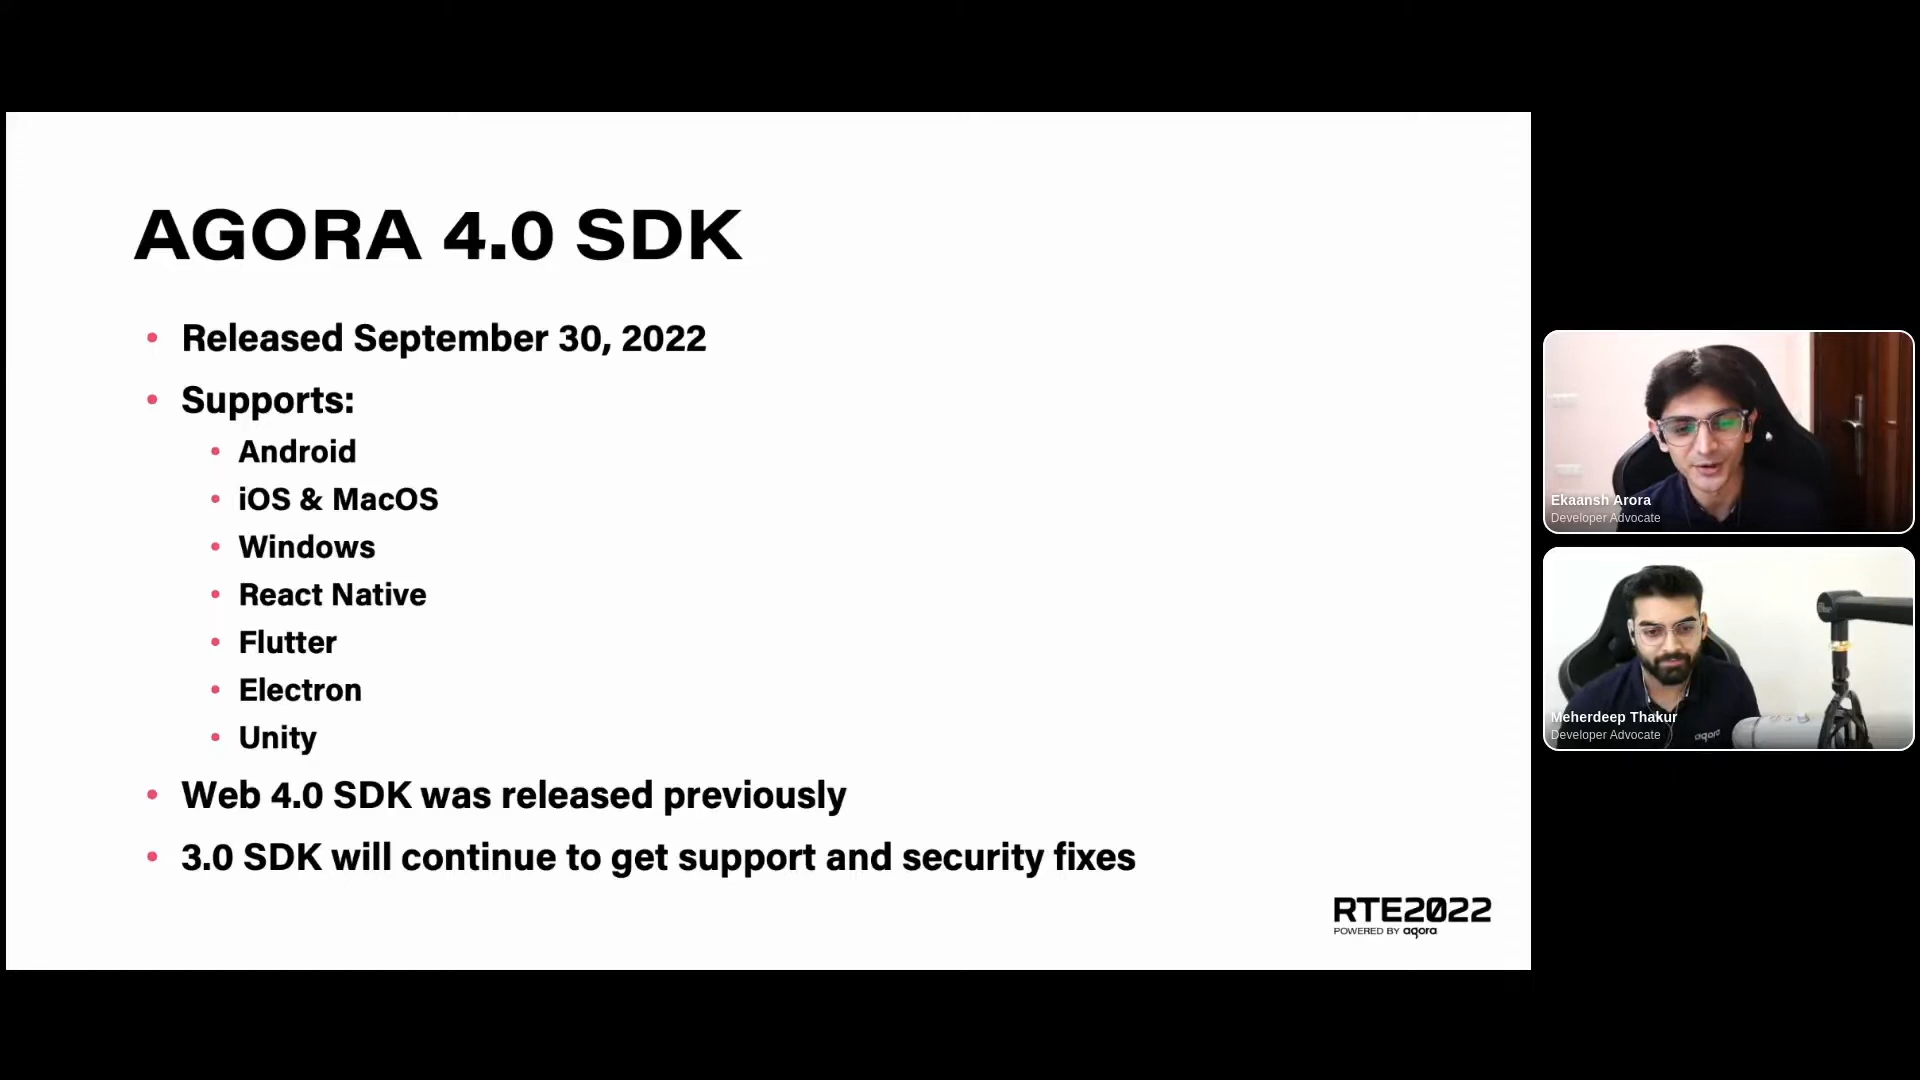 AGORA 4.0 SDK
• Released September 30, 2022
• Supports:
• Android
• iOS & MacOS
• Windows
• React Native
• Flutter
• Electron
• Unity
• Web 4.0 SDK was released previously
• 3.0 SDK will continue to get support and security fixes
RTE2022
POWERED BY agora
Ekaansh Arora
Developer Advocate
Meherdeep Thakur
Developer Advocate
agora